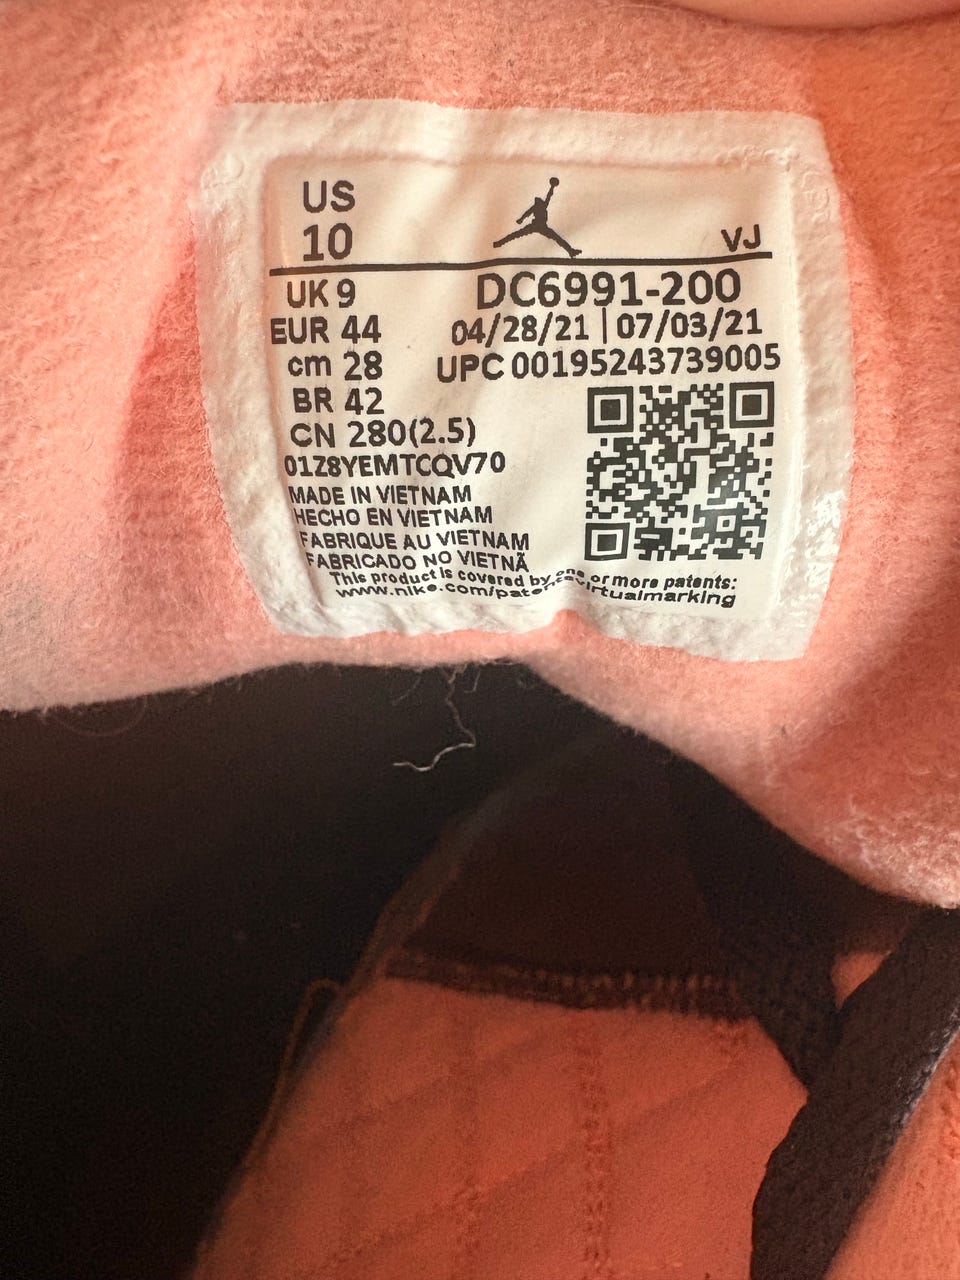 US
10
VJ
UK 9
DC6991-200
EUR 44
04/28/21 | 07/03/21
cm 28
UPC 00195243739005
BR 42
CN 280(2.5)
01Z8YEMTCQV70
MADE IN VIETNAM
HECHO EN VIETNAM
FABRIQUE AU VIETNAM
FABRICADO NO VIETNÃ
This product is covered by one or more patents:
www.nike.com/patentsvirtualmarking